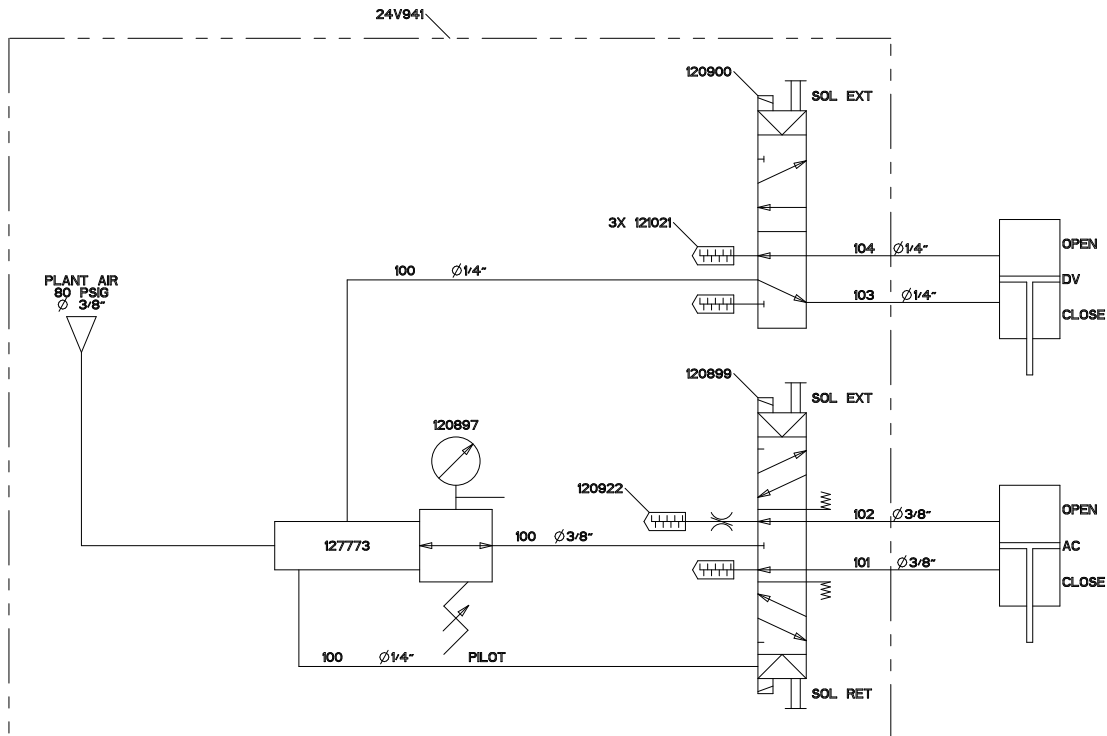 24V941
120900
SOL EXT
3X 121021
104 Ø1/4"
OPEN
PLANT AIR
80 PSIG
Ø 3/8"
100 Ø1/4"
DV
103 Ø1/4"
CLOSE
120899
SOL EXT
120897
120922
102 Ø3/8"
OPEN
127773
100 Ø3/8"
AC
101 Ø3/8"
CLOSE
100 Ø1/4"
PILOT
SOL RET